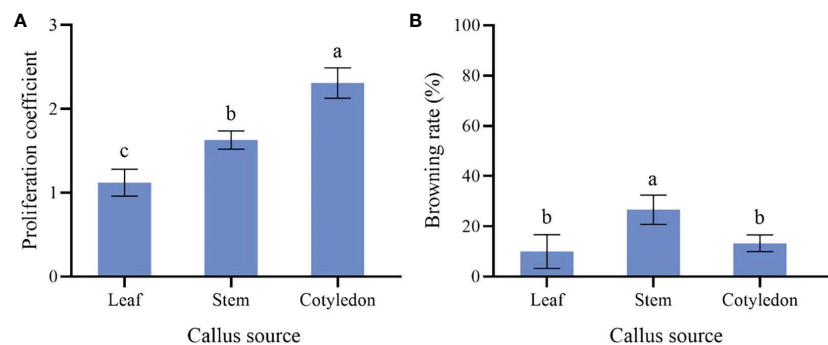 A
Proliferation coefficient
3
2
1
0
c
b
a
Leaf
Stem
Cotyledon
Callus source
B
Browning rate (%)
100
80
60
40
20
0
b
a
b
Leaf
Stem
Cotyledon
Callus source